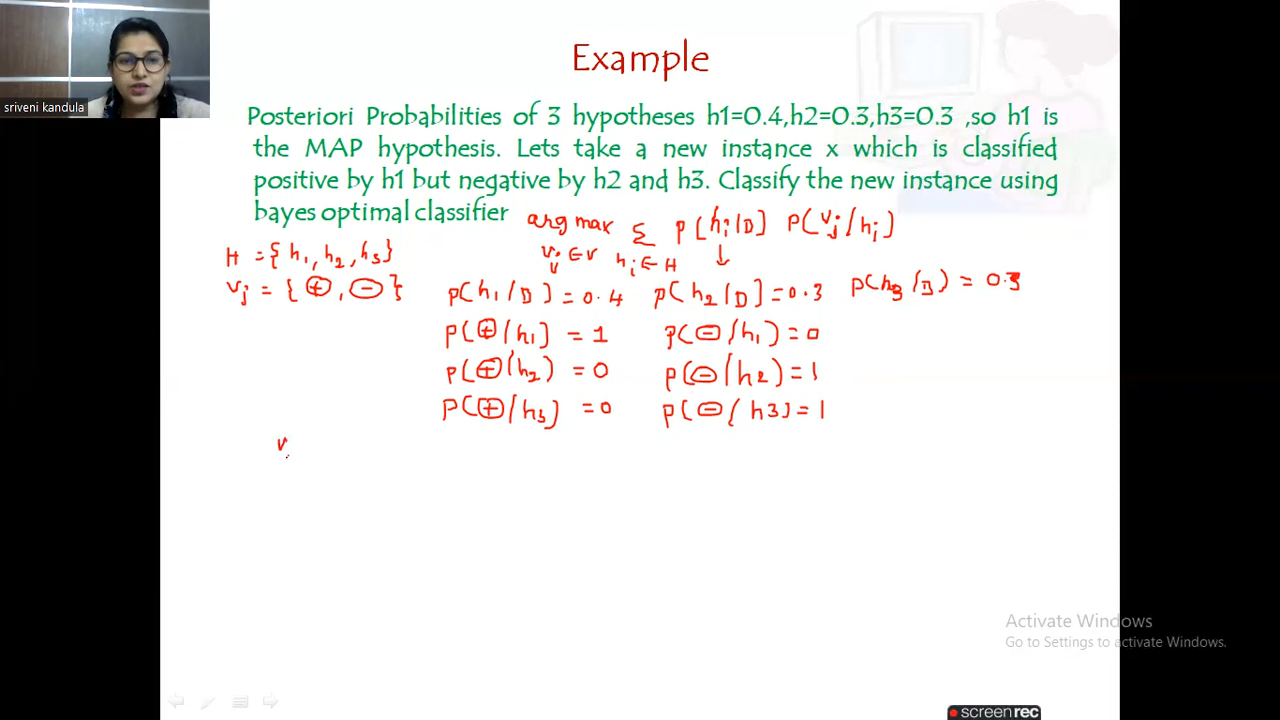 sriveni kandula
Example
Posteriori Probabilities of 3 hypotheses h1=0.4,h2=0.3,h3=0.3 ,so h1 is
the MAP hypothesis. Lets take a new instance x which is classified
positive by h1 but negative by h2 and h3. Classify the new instance using
bayes optimal classifier
arg max Σ P[hi/D] P(vj/hi)
vj∈v hi∈H
↓
H = {h1, h2, h3}
vj = {⊕, ⊖}
P(h1/D] = 0.4 P(h2/D] = 0.3 P(h3/D) = 0.3
P(⊕/h1) = 1 P(⊖/h1) = 0
P(⊕/h2) = 0 P(⊖/h2) = 1
P(⊕/h3) = 0 P(⊖/h3) = 1
v
Activate Windows
Go to Settings to activate Windows.
screenrec